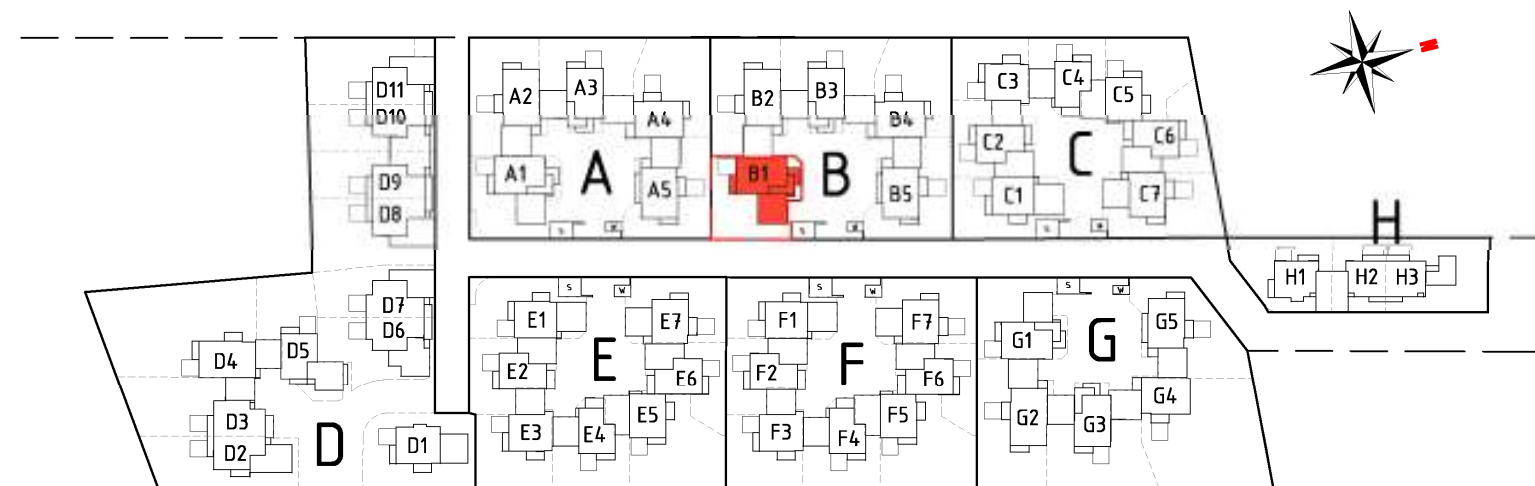 D11
D10
D9
D8
D7
D6
D5
D4
D3
D2
D1
D
A1
A2
A3
A4
A5
A
S
W
B1
B2
B3
B4
B5
B
S
W
C1
C2
C3
C4
C5
C6
C7
C
S
W
H
H1
H2
H3
N
S
W
E1
E2
E3
E4
E5
E6
E7
E
S
W
F1
F2
F3
F4
F5
F6
F7
F
S
W
G1
G2
G3
G4
G5
G